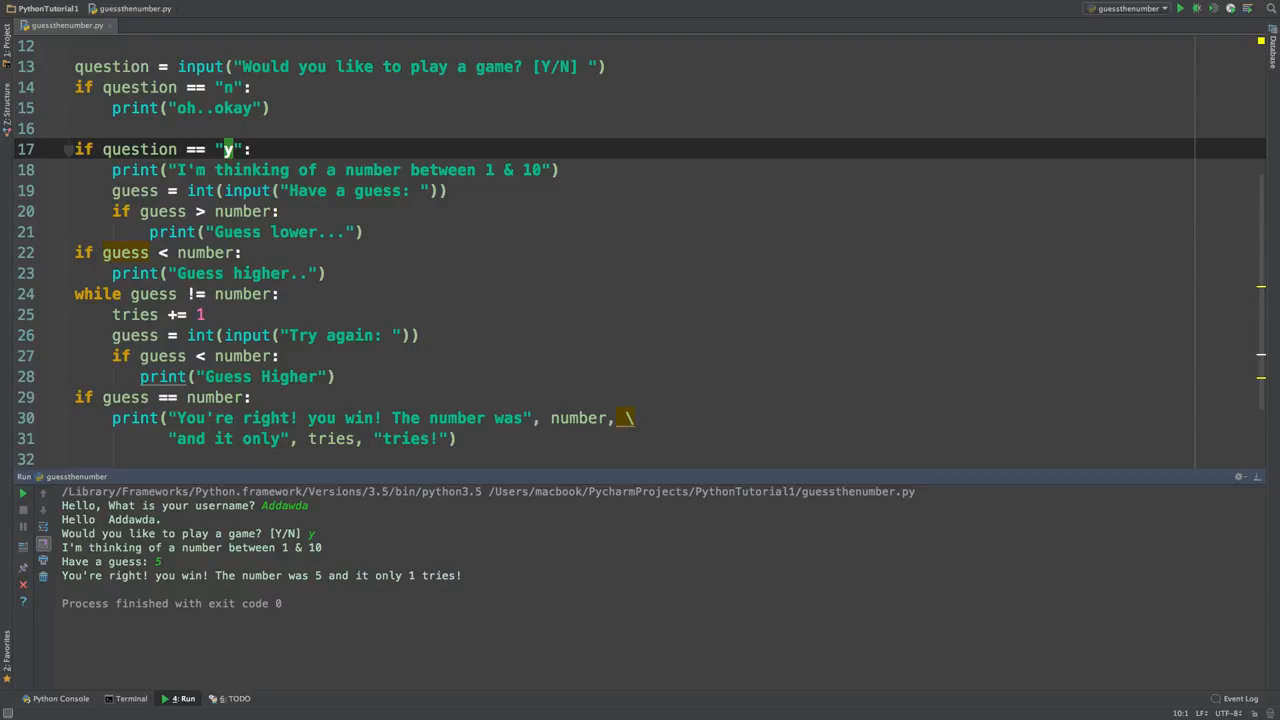 PythonTutorial1 guessthenumber.py guessthenumber
guessthenumber.py
1: Project
Z: Structure
2: Favorites
Database
12
13 question = input("Would you like to play a game? [Y/N] ")
14 if question == "n":
15 print("oh..okay")
16
17 if question == "y":
18 print("I'm thinking of a number between 1 & 10")
19 guess = int(input("Have a guess: "))
20 if guess > number:
21 print("Guess lower...")
22 if guess < number:
23 print("Guess higher..")
24 while guess != number:
25 tries += 1
26 guess = int(input("Try again: "))
27 if guess < number:
28 print("Guess Higher")
29 if guess == number:
30 print("You're right! you win! The number was", number, \
31 "and it only", tries, "tries!")
32
Run guessthenumber
/Library/Frameworks/Python.framework/Versions/3.5/bin/python3.5 /Users/macbook/PycharmProjects/PythonTutorial1/guessthenumber.py
Hello, What is your username? Addawda
Hello  Addawda.
Would you like to play a game? [Y/N] y
I'm thinking of a number between 1 & 10
Have a guess: 5
You're right! you win! The number was 5 and it only 1 tries!
Process finished with exit code 0
Python Console Terminal 4: Run 6: TODO Event Log
10:1 LF÷ UTF-8÷